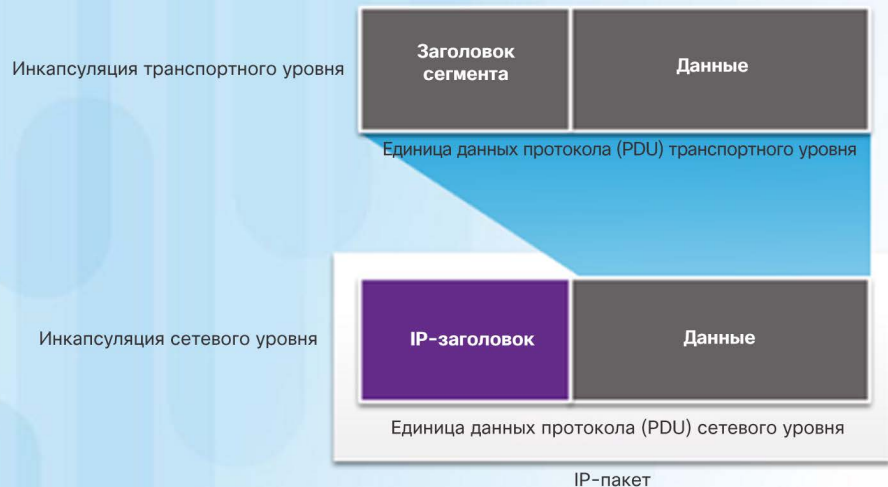 Инкапсуляция транспортного уровня
Заголовок
сегмента
Данные
Единица данных протокола (PDU) транспортного уровня
Инкапсуляция сетевого уровня
IP-заголовок
Данные
Единица данных протокола (PDU) сетевого уровня
IP-пакет